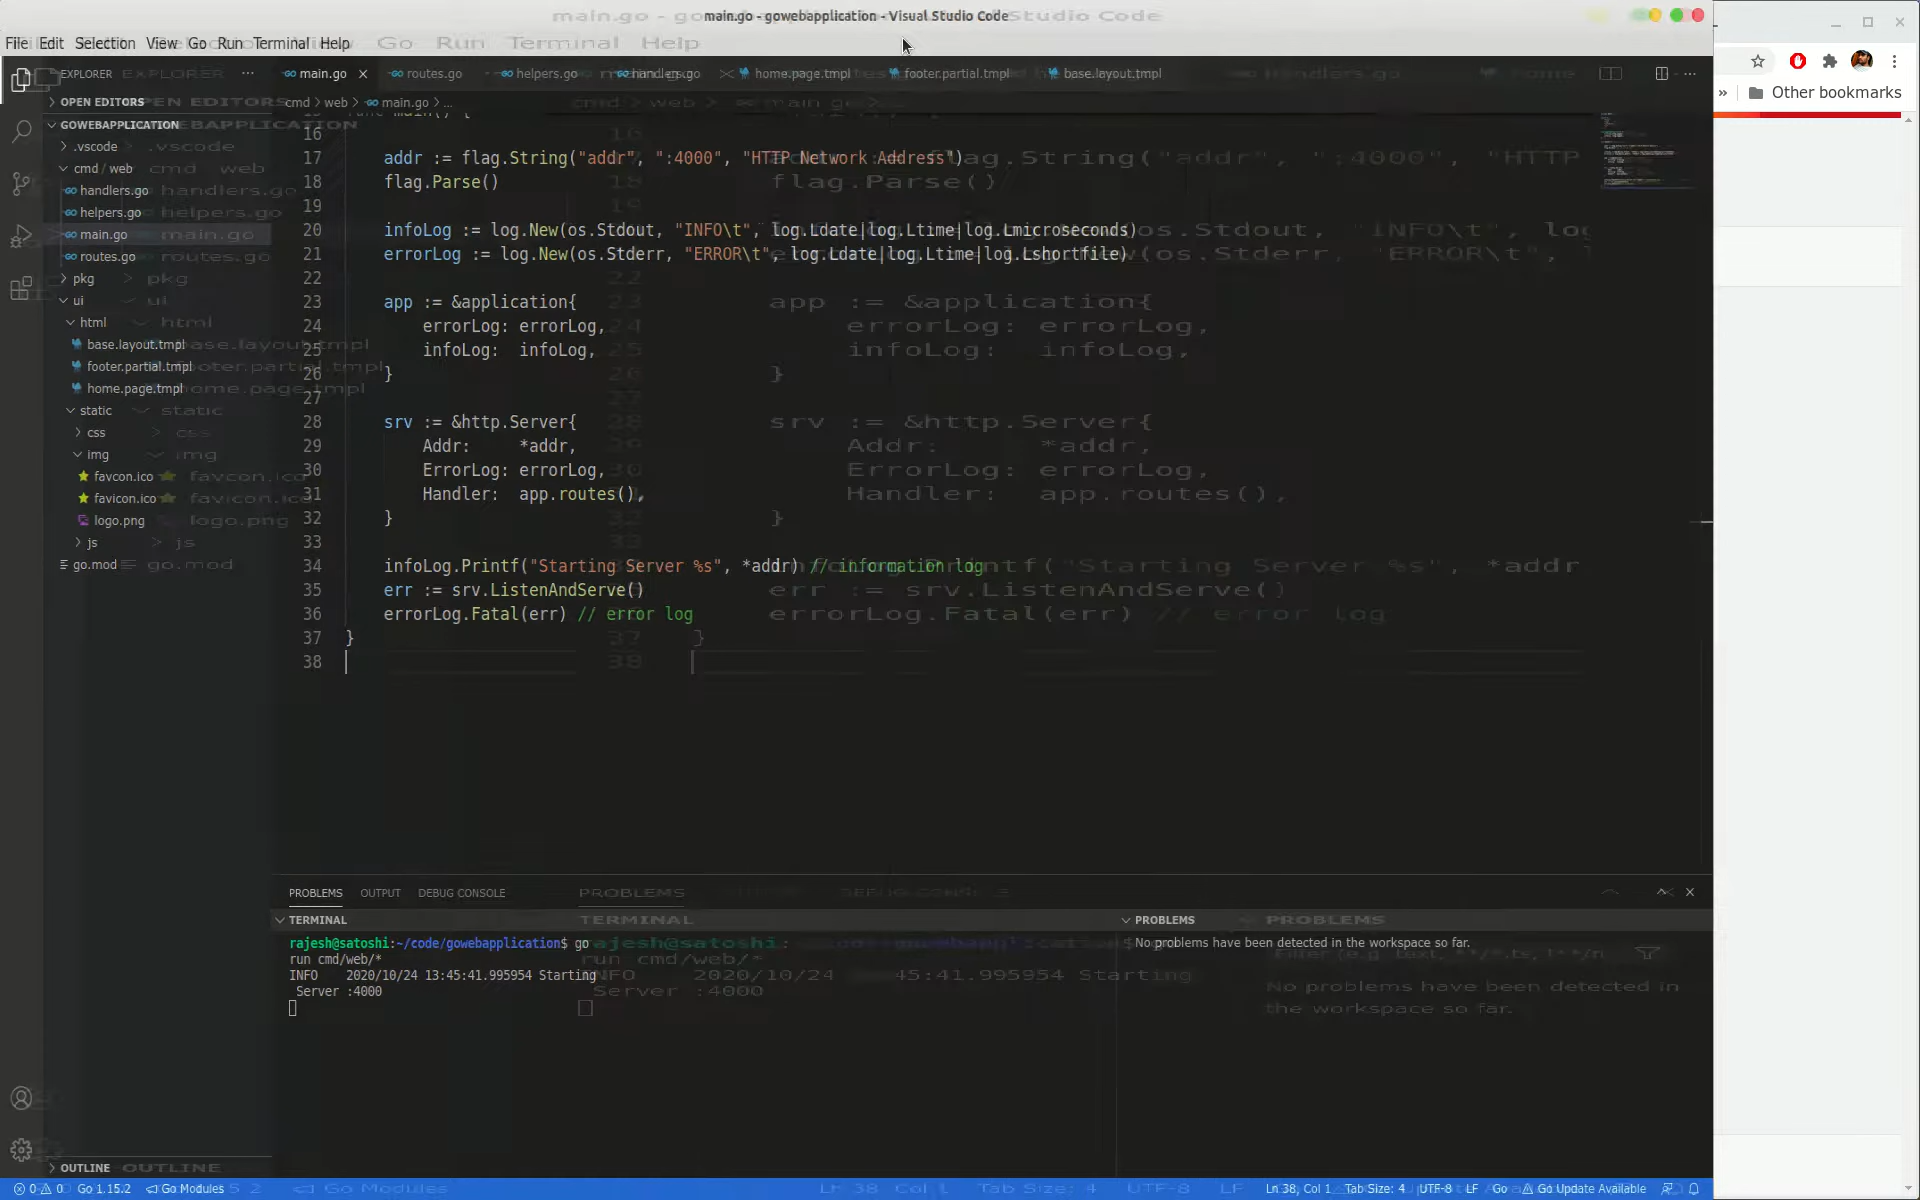 main.go - gowebapplication - Visual Studio Code
File Edit Selection View Go Run Terminal Help
EXPLORER ···
main.go × routes.go helpers.go handlers.go home.page.tmpl footer.partial.tmpl base.layout.tmpl
» Other bookmarks
> OPEN EDITORS
cmd > web > main.go > ...
GOWEBAPPLICATION
.vscode
cmd / web
handlers.go
helpers.go
main.go
routes.go
pkg
ui
html
base.layout.tmpl
footer.partial.tmpl
home.page.tmpl
static
css
img
favcon.ico
favicon.ico
logo.png
js
go.mod
OUTLINE
16
17 addr := flag.String("addr", ":4000", "HTTP Network Address")
18 flag.Parse()
19
20 infoLog := log.New(os.Stdout, "INFO\t", log.Ldate|log.Ltime|log.Lmicroseconds)
21 errorLog := log.New(os.Stderr, "ERROR\t", log.Ldate|log.Ltime|log.Lshortfile)
22
23 app := &application{
24 errorLog: errorLog,
25 infoLog: infoLog,
26 }
27
28 srv := &http.Server{
29 Addr: *addr,
30 ErrorLog: errorLog,
31 Handler: app.routes(),
32 }
33
34 infoLog.Printf("Starting Server %s", *addr) // information log
35 err := srv.ListenAndServe()
36 errorLog.Fatal(err) // error log
37 }
38
PROBLEMS OUTPUT DEBUG CONSOLE
TERMINAL
rajesh@satoshi:~/code/gowebapplication$ go
run cmd/web/*
INFO 2020/10/24 13:45:41.995954 Starting
Server :4000
PROBLEMS
No problems have been detected in the workspace so far.
0 0 Go 1.15.2 Go Modules Ln 38, Col 1 Tab Size: 4 UTF-8 LF Go Go Update Available